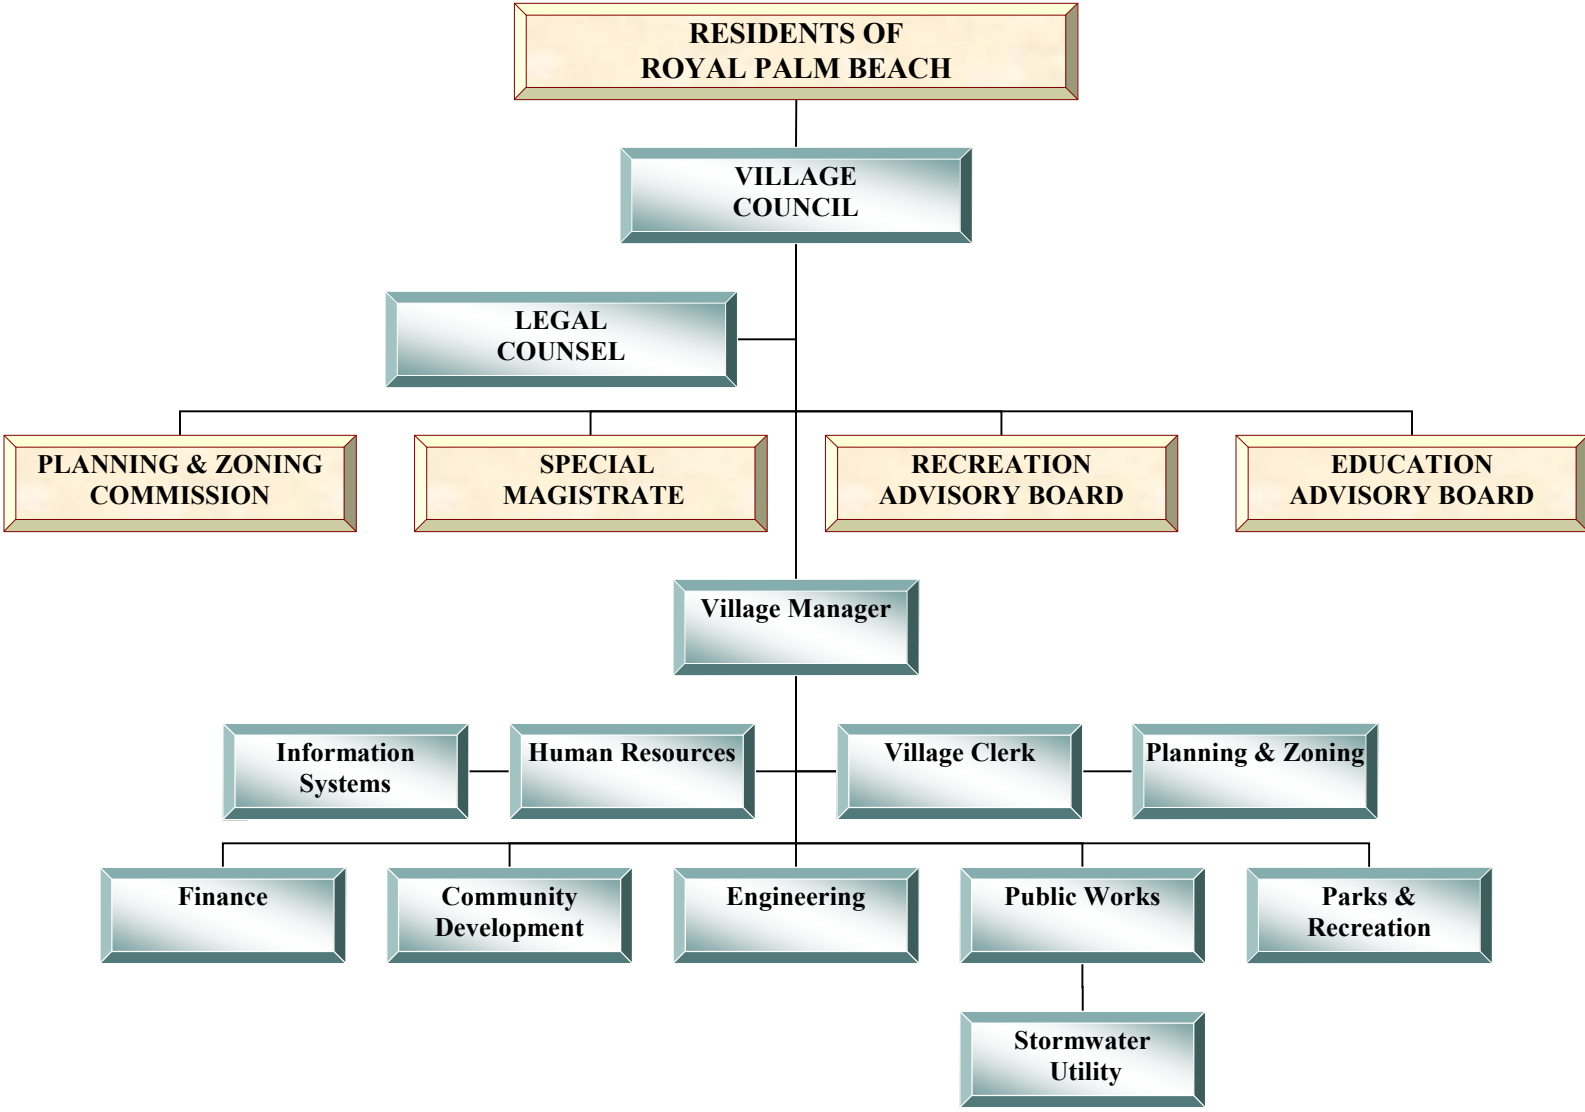 RESIDENTS OF
ROYAL PALM BEACH
VILLAGE
COUNCIL
LEGAL
COUNSEL
PLANNING & ZONING
COMMISSION
SPECIAL
MAGISTRATE
RECREATION
ADVISORY BOARD
EDUCATION
ADVISORY BOARD
Village Manager
Information
Systems
Human Resources
Village Clerk
Planning & Zoning
Finance
Community
Development
Engineering
Public Works
Parks &
Recreation
Stormwater
Utility